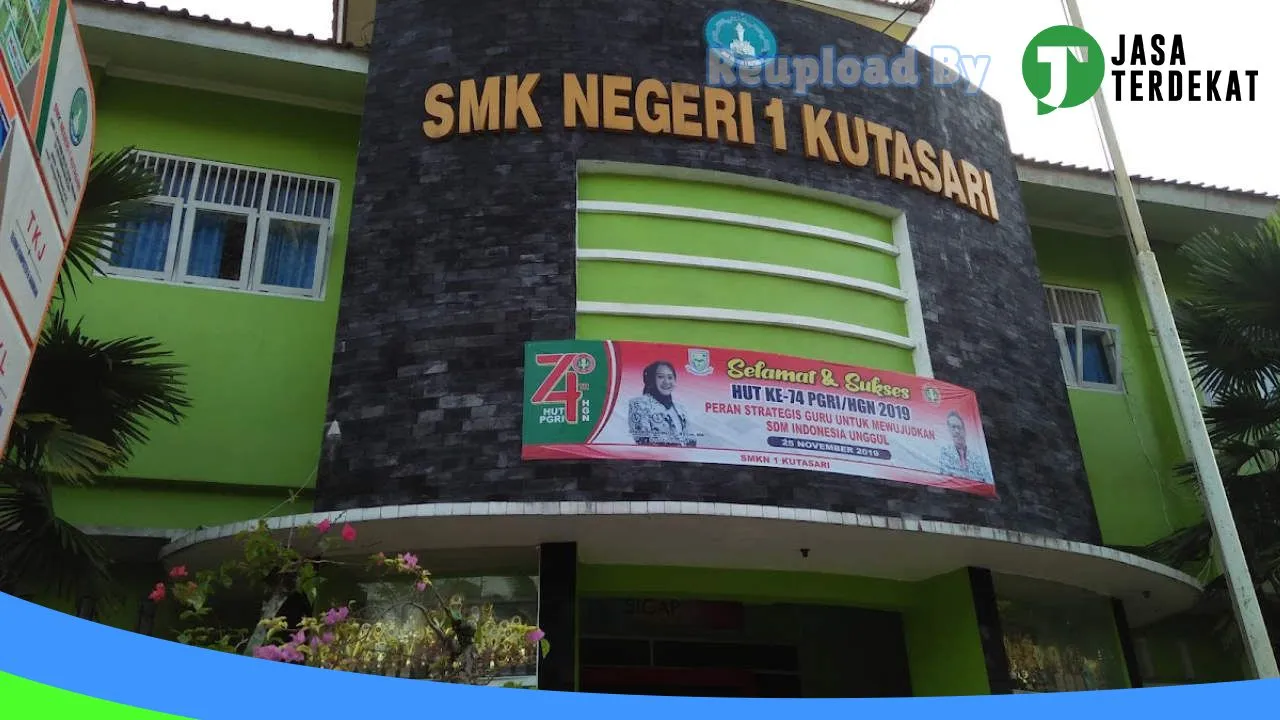 Reupload By
JASA
TERDEKAT
SMK NEGERI 1 KUTASARI
TKJ
74
HUT
PGRI
HGN
Selamat & Sukses
HUT KE-74 PGRI/HGN 2019
PERAN STRATEGIS GURU UNTUK MEWUJUDKAN
SDM INDONESIA UNGGUL
25 NOVEMBER 2019
SMKN 1 KUTASARI
SIGAP